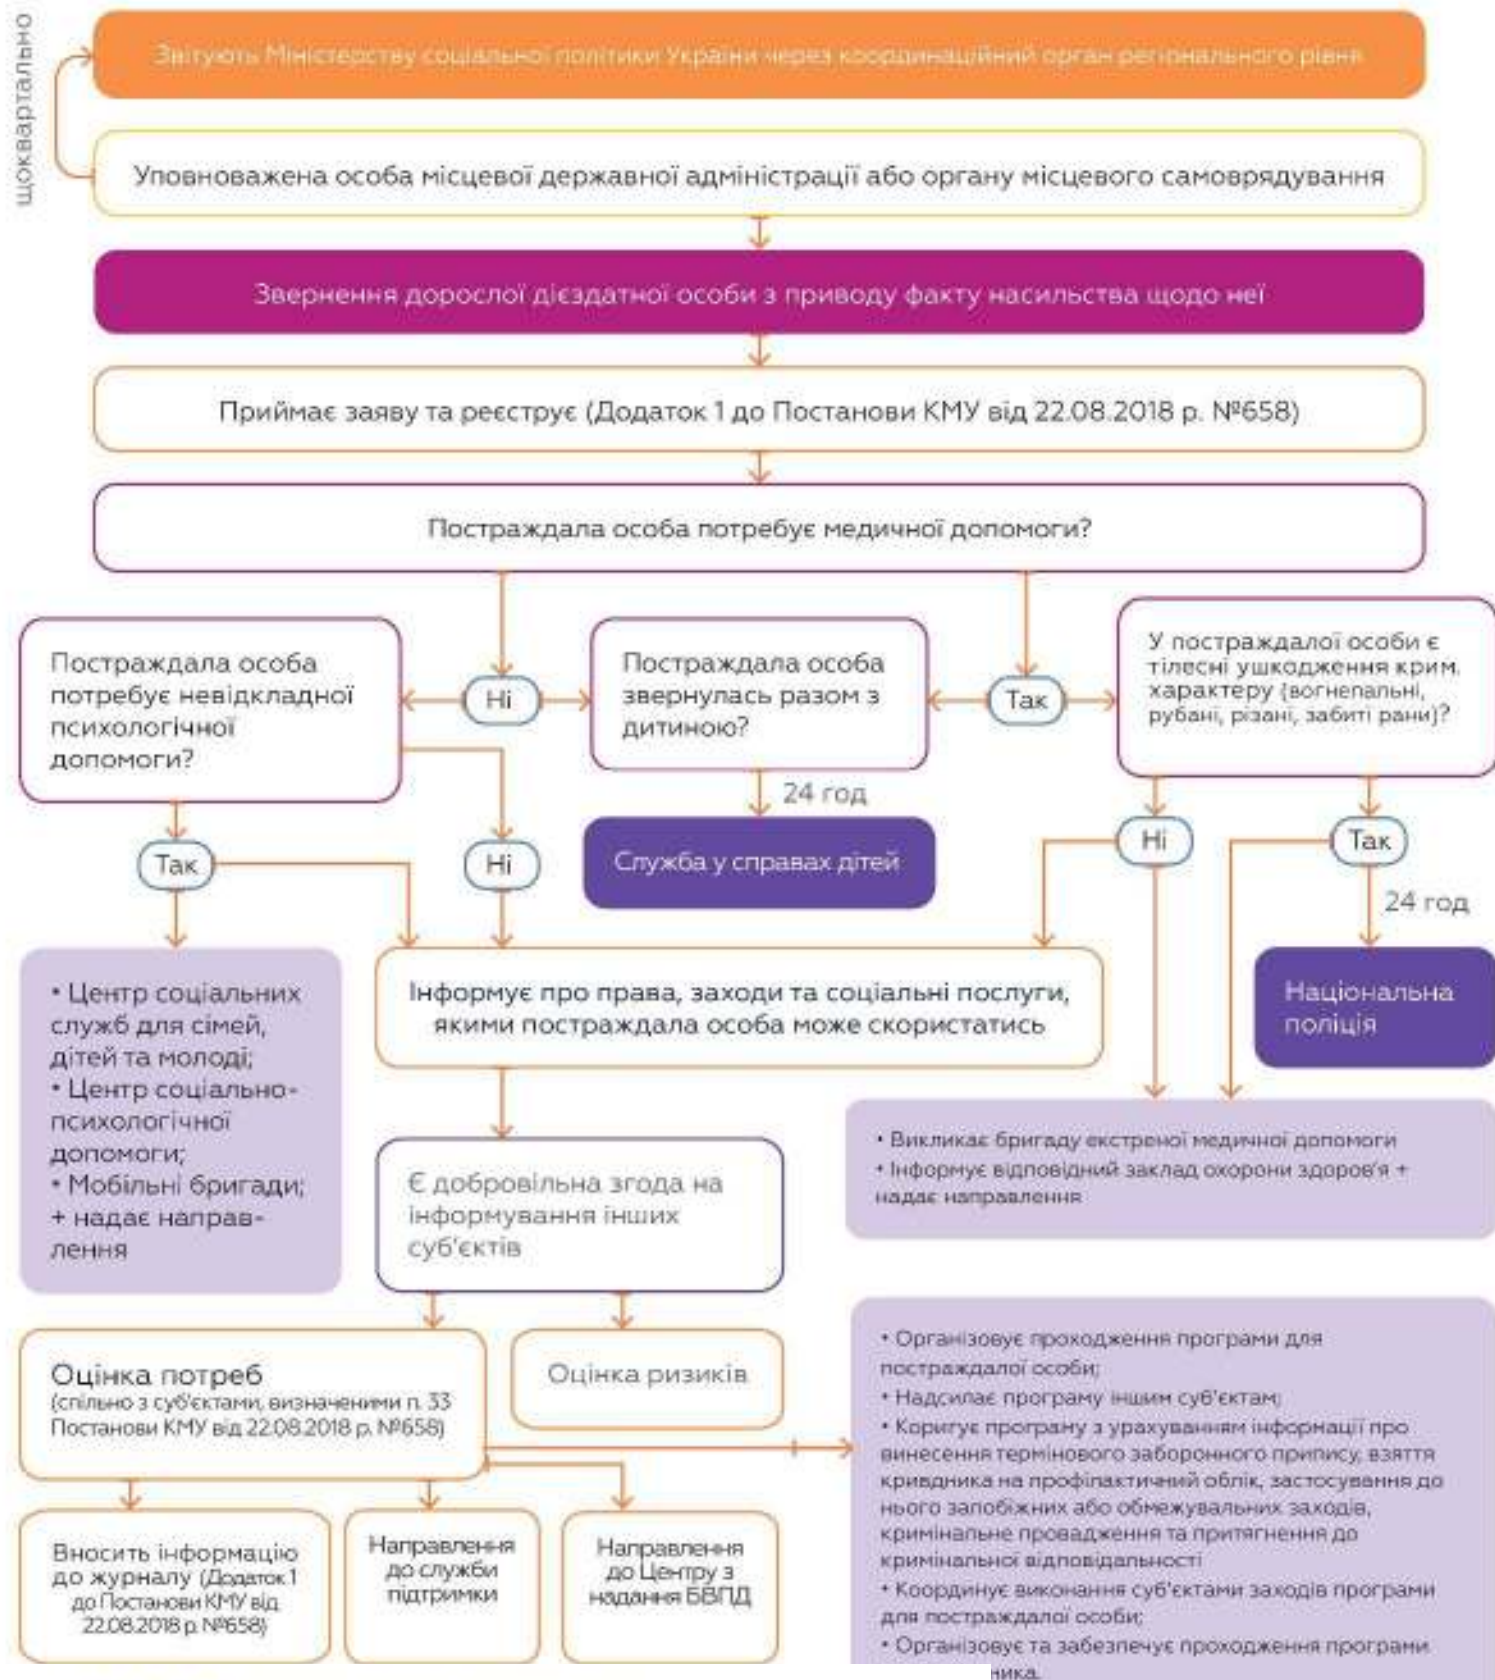 щоквартально
Звітують Міністерству соціальної політики України через координаційний орган регіонального рівня
Уповноважена особа місцевої державної адміністрації або органу місцевого самоврядування
Звернення дорослої дієздатної особи з приводу факту насильства щодо неї
Приймає заяву та реєструє (Додаток 1 до Постанови КМУ від 22.08.2018 р. №658)
Постраждала особа потребує медичної допомоги?
Постраждала особа
потребує невідкладної
психологічної
допомоги?
Ні
Постраждала особа
звернулась разом з
дитиною?
Так
У постраждалої особи є
тілесні ушкодження крим.
характеру (вогнепальні,
рубані, різані, забиті рани)?
24 год
Так
Ні
Служба у справах дітей
Ні
Так
24 год
• Центр соціальних
служб для сімей,
дітей та молоді;
• Центр соціально-
психологічної
допомоги;
• Мобільні бригади;
+ надає направ-
лення
Інформує про права, заходи та соціальні послуги,
якими постраждала особа може скористатись
Національна
поліція
• Викликає бригаду екстреної медичної допомоги
• Інформує відповідний заклад охорони здоров'я +
надає направлення
Є добровільна згода на
інформування інших
суб'єктів
Оцінка потреб
(спільно з суб'єктами, визначеними п. 33
Постанови КМУ від 22.08.2018 р. №658)
Оцінка ризиків
• Організовує проходження програми для
постраждалої особи;
• Надсилає програму іншим суб'єктам;
• Коригує програму з урахуванням інформації про
винесення термінового заборонного припису, взяття
кривдника на профілактичний облік, застосування до
нього запобіжних або обмежувальних заходів,
кримінальне провадження та притягнення до
кримінальної відповідальності
• Координує виконання суб'єктами заходів програми
для постраждалої особи;
• Організовує та забезпечує проходження програми
Вносить інформацію
до журналу (Додаток 1
до Постанови КМУ від
22.08.2018 р. №658)
Направлення
до служби
підтримки
Направлення
до Центру з
надання БВПД